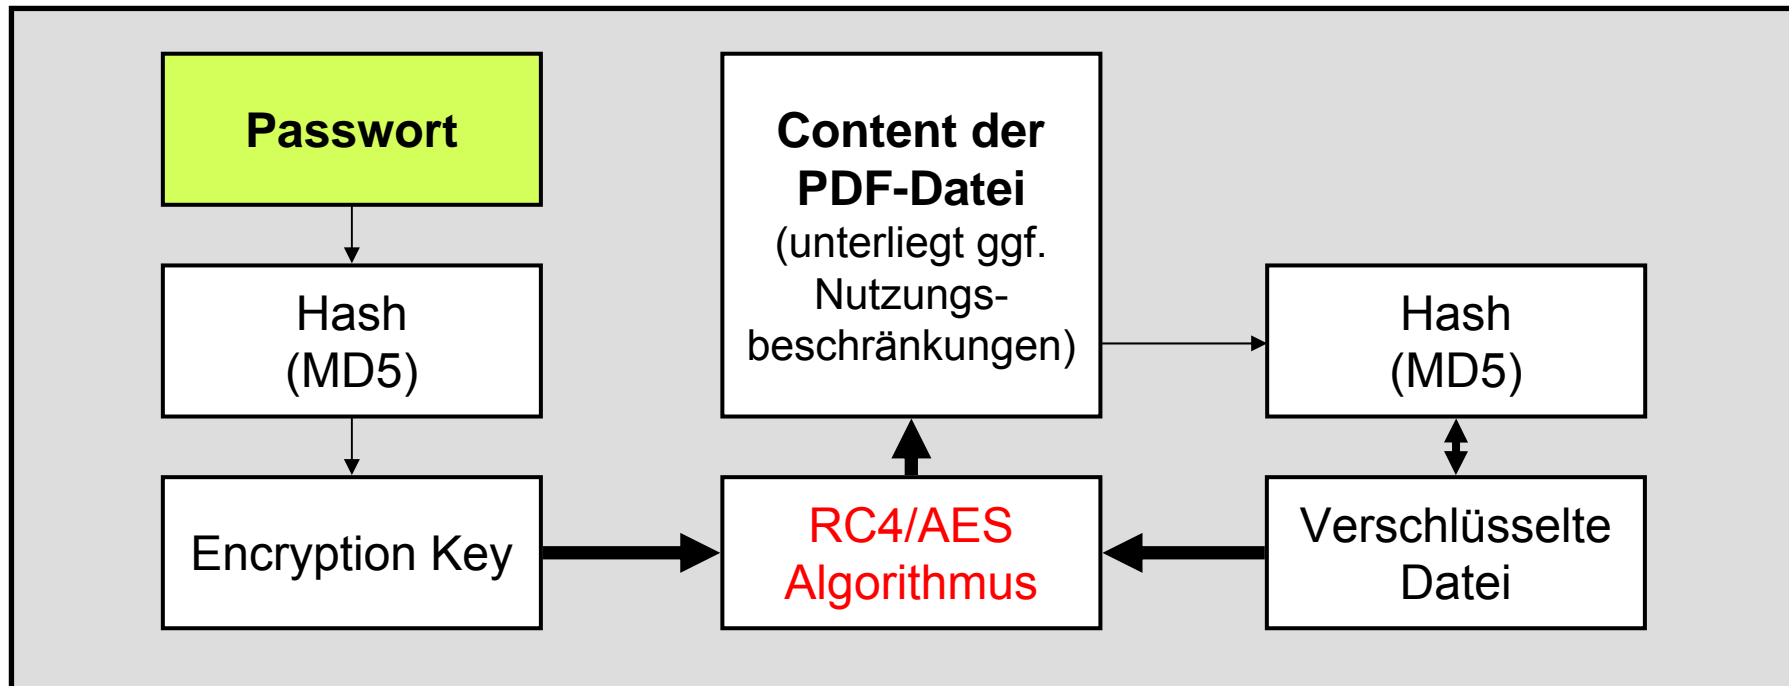 Passwort
Hash
(MD5)
Encryption Key
Content der
PDF-Datei
(unterliegt ggf.
Nutzungs-
beschränkungen)
RC4/AES
Algorithmus
Hash
(MD5)
Verschlüsselte
Datei